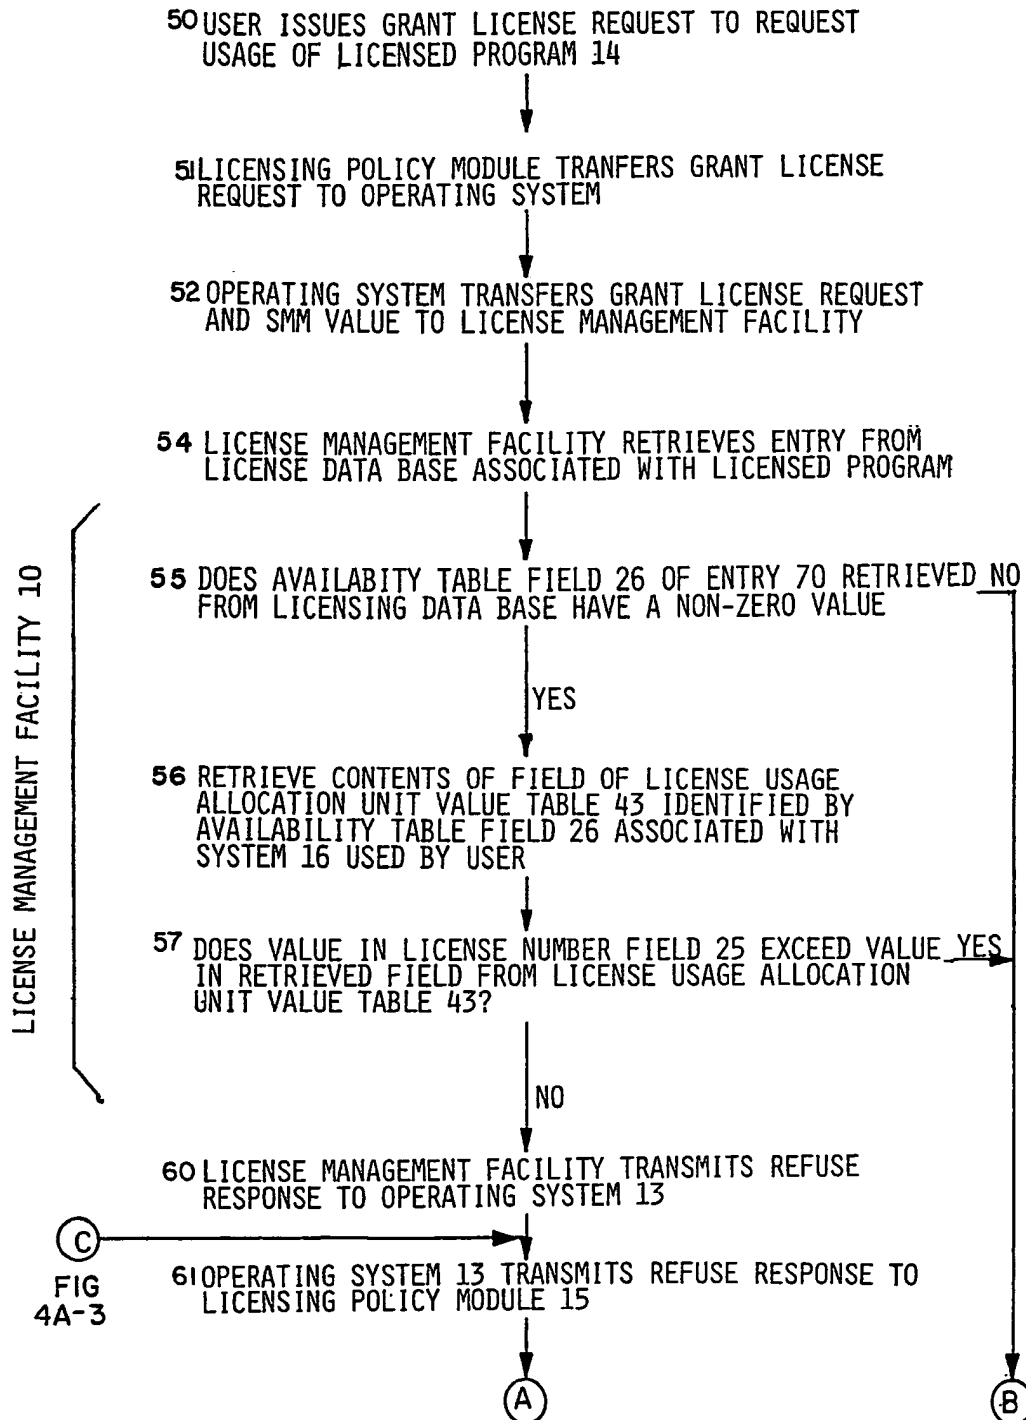 50 USER ISSUES GRANT LICENSE REQUEST TO REQUEST
USAGE OF LICENSED PROGRAM 14
51 LICENSING POLICY MODULE TRANFERS GRANT LICENSE
REQUEST TO OPERATING SYSTEM
52 OPERATING SYSTEM TRANSFERS GRANT LICENSE REQUEST
AND SMM VALUE TO LICENSE MANAGEMENT FACILITY
54 LICENSE MANAGEMENT FACILITY RETRIEVES ENTRY FROM
LICENSE DATA BASE ASSOCIATED WITH LICENSED PROGRAM
LICENSE MANAGEMENT FACILITY 10
55 DOES AVAILABITY TABLE FIELD 26 OF ENTRY 70 RETRIEVED NO
FROM LICENSING DATA BASE HAVE A NON-ZERO VALUE
YES
56 RETRIEVE CONTENTS OF FIELD OF LICENSE USAGE
ALLOCATION UNIT VALUE TABLE 43 IDENTIFIED BY
AVAILABILITY TABLE FIELD 26 ASSOCIATED WITH
SYSTEM 16 USED BY USER
57 DOES VALUE IN LICENSE NUMBER FIELD 25 EXCEED VALUE YES
IN RETRIEVED FIELD FROM LICENSE USAGE ALLOCATION
UNIT VALUE TABLE 43?
NO
60 LICENSE MANAGEMENT FACILITY TRANSMITS REFUSE
RESPONSE TO OPERATING SYSTEM 13
C
FIG
4A-3
61 OPERATING SYSTEM 13 TRANSMITS REFUSE RESPONSE TO
LICENSING POLICY MODULE 15
A
B